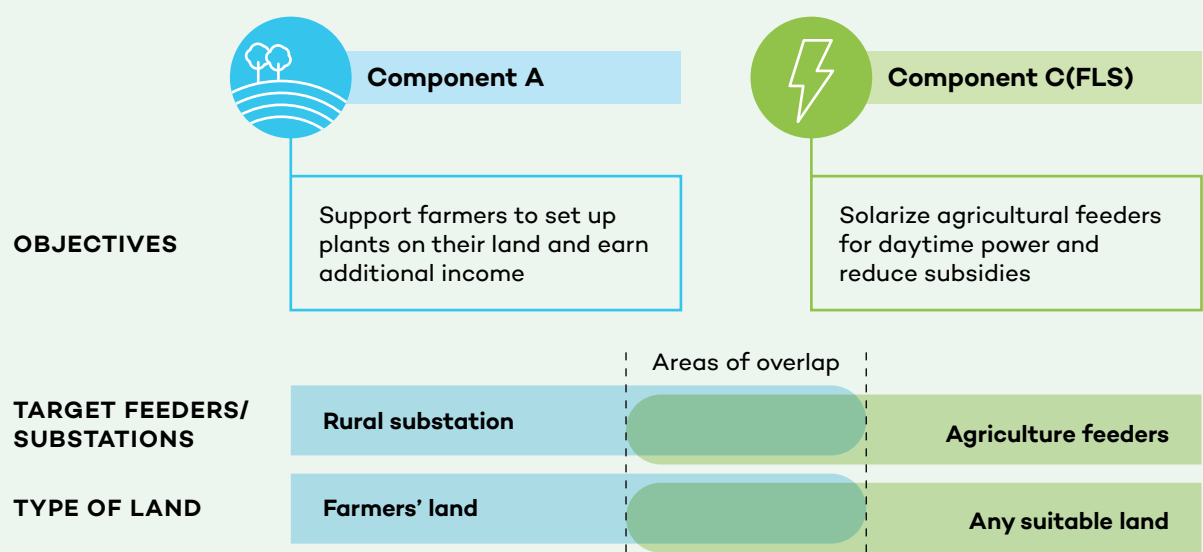 Component A
Component C(FLS)
OBJECTIVES
Support farmers to set up
plants on their land and earn
additional income
Solarize agricultural feeders
for daytime power and
reduce subsidies
Areas of overlap
TARGET FEEDERS/
SUBSTATIONS
Rural substation
Agriculture feeders
TYPE OF LAND
Farmers’ land
Any suitable land